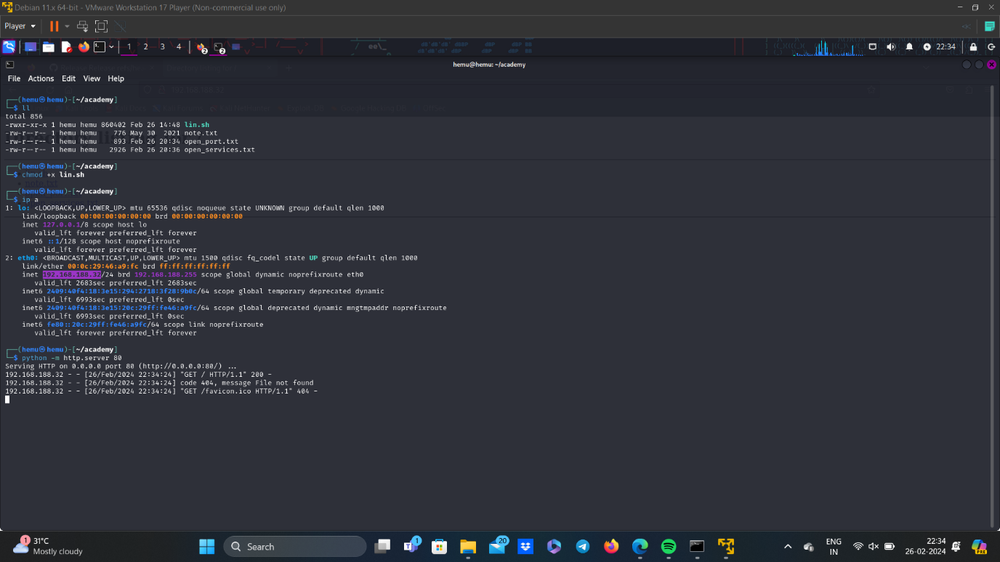 Debian 11.x 64-bit - VMware Workstation 17 Player (Non-commercial use only)
Player
1 2 3 4 22:34
hemu@hemu: ~/academy
File Actions Edit View Help
┌──(hemu㉿hemu)-[~/academy]
└─$ ll
total 856
-rwxr-xr-x 1 hemu hemu 860402 Feb 26 14:48 lin.sh
-rw-r--r-- 1 hemu hemu    776 May 30  2021 note.txt
-rw-r--r-- 1 hemu hemu    893 Feb 26 20:34 open_port.txt
-rw-r--r-- 1 hemu hemu   2926 Feb 26 20:36 open_services.txt
┌──(hemu㉿hemu)-[~/academy]
└─$ chmod +x lin.sh
┌──(hemu㉿hemu)-[~/academy]
└─$ ip a
1: lo: <LOOPBACK,UP,LOWER_UP> mtu 65536 qdisc noqueue state UNKNOWN group default qlen 1000
    link/loopback 00:00:00:00:00:00 brd 00:00:00:00:00:00
    inet 127.0.0.1/8 scope host lo
       valid_lft forever preferred_lft forever
    inet6 ::1/128 scope host noprefixroute
       valid_lft forever preferred_lft forever
2: eth0: <BROADCAST,MULTICAST,UP,LOWER_UP> mtu 1500 qdisc fq_codel state UP group default qlen 1000
    link/ether 00:0c:29:46:a9:fc brd ff:ff:ff:ff:ff:ff
    inet 192.168.188.32/24 brd 192.168.188.255 scope global dynamic noprefixroute eth0
       valid_lft 2683sec preferred_lft 2683sec
    inet6 2409:40f4:18:3e15:294:2718:3f28:9b0c/64 scope global temporary deprecated dynamic
       valid_lft 6993sec preferred_lft 0sec
    inet6 2409:40f4:18:3e15:20c:29ff:fe46:a9fc/64 scope global deprecated dynamic mngtmpaddr noprefixroute
       valid_lft 6993sec preferred_lft 0sec
    inet6 fe80::20c:29ff:fe46:a9fc/64 scope link noprefixroute
       valid_lft forever preferred_lft forever
┌──(hemu㉿hemu)-[~/academy]
└─$ python -m http.server 80
Serving HTTP on 0.0.0.0 port 80 (http://0.0.0.0:80/) ...
192.168.188.32 - - [26/Feb/2024 22:34:24] "GET / HTTP/1.1" 200 -
192.168.188.32 - - [26/Feb/2024 22:34:24] code 404, message File not found
192.168.188.32 - - [26/Feb/2024 22:34:24] "GET /favicon.ico HTTP/1.1" 404 -
1 31°C
Mostly cloudy
Search
1
20
ENG
IN
22:34
26-02-2024
PRE